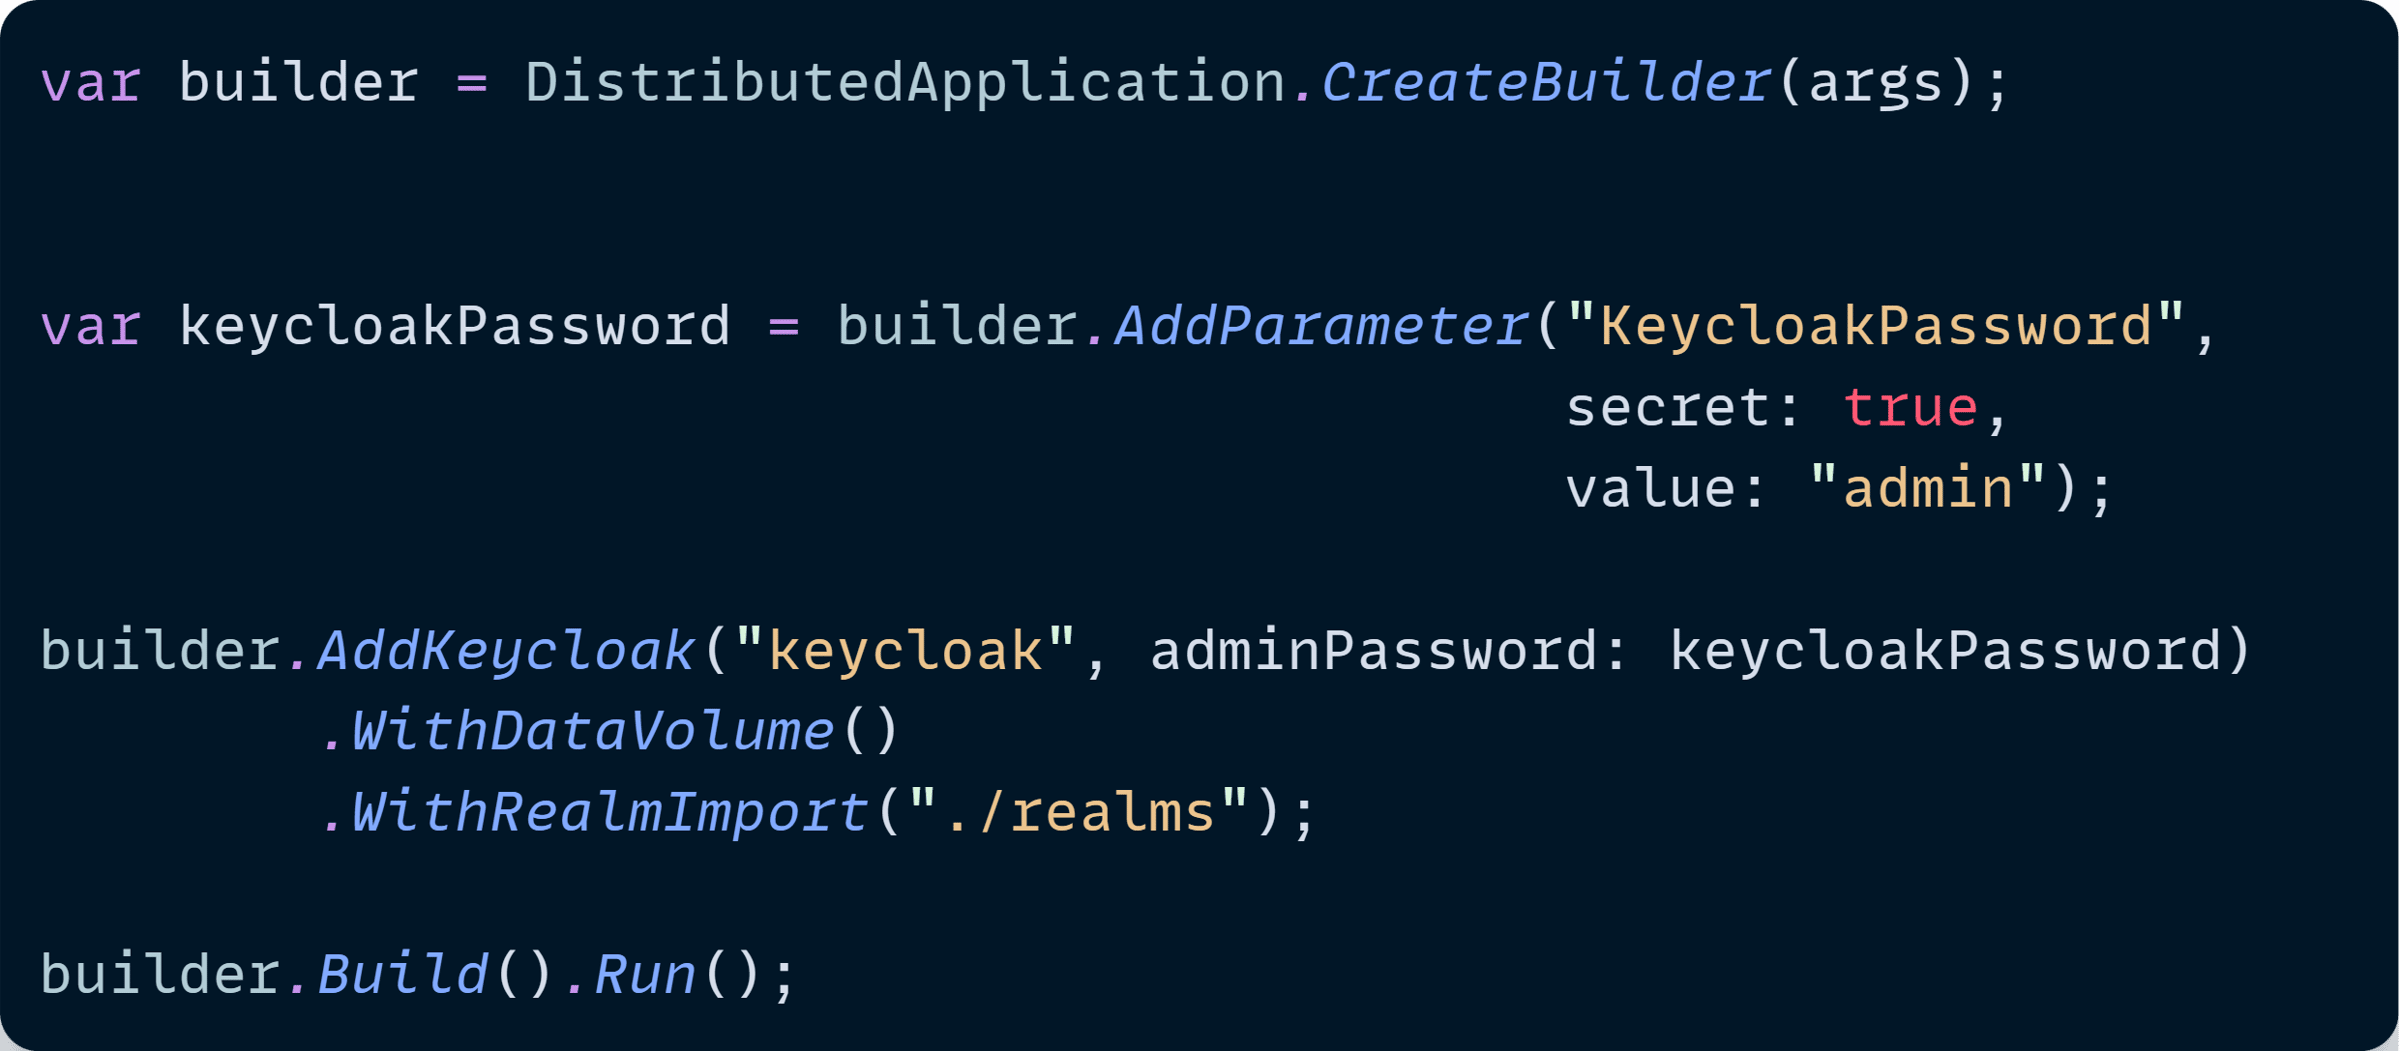 var builder = DistributedApplication.CreateBuilder(args);
var keycloakPassword = builder.AddParameter("KeycloakPassword",
secret: true,
value: "admin");
builder.AddKeycloak("keycloak", adminPassword: keycloakPassword)
.WithDataVolume()
.WithRealmImport("./realms");
builder.Build().Run();